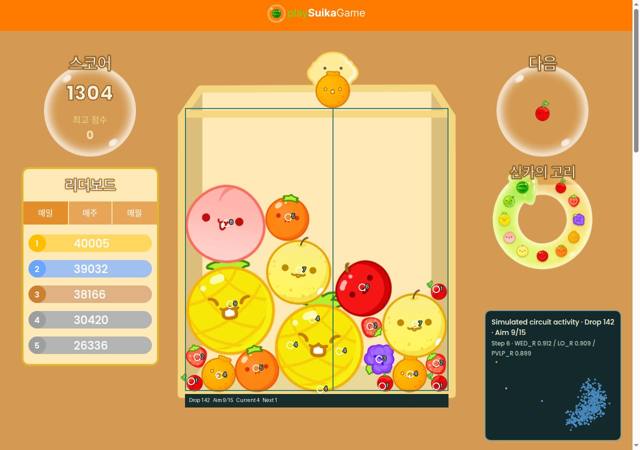 playSuikaGame
스코어
1304
최고 점수
0
다음
리더보드
매일
매주
매월
1 40005
2 39032
3 38166
4 30420
5 26336
신카의 고리
Simulated circuit activity · Drop 142
· Aim 9/15
Step 6 · WED_R 0.912 / LO_R 0.909 /
PVLP_R 0.899
Drop 142 Aim 9/15 Current 4 Next 1